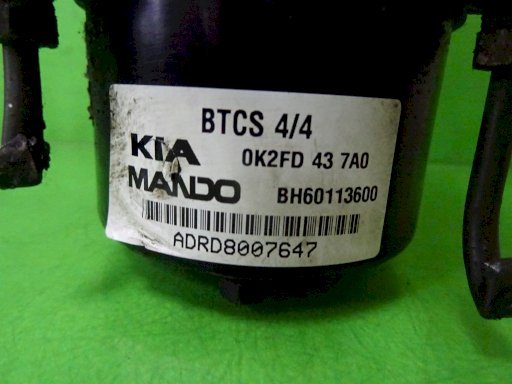 BTCS 4/4
KIA 0K2FD 43 7A0
MANDO BH60113600
ADRD8007647